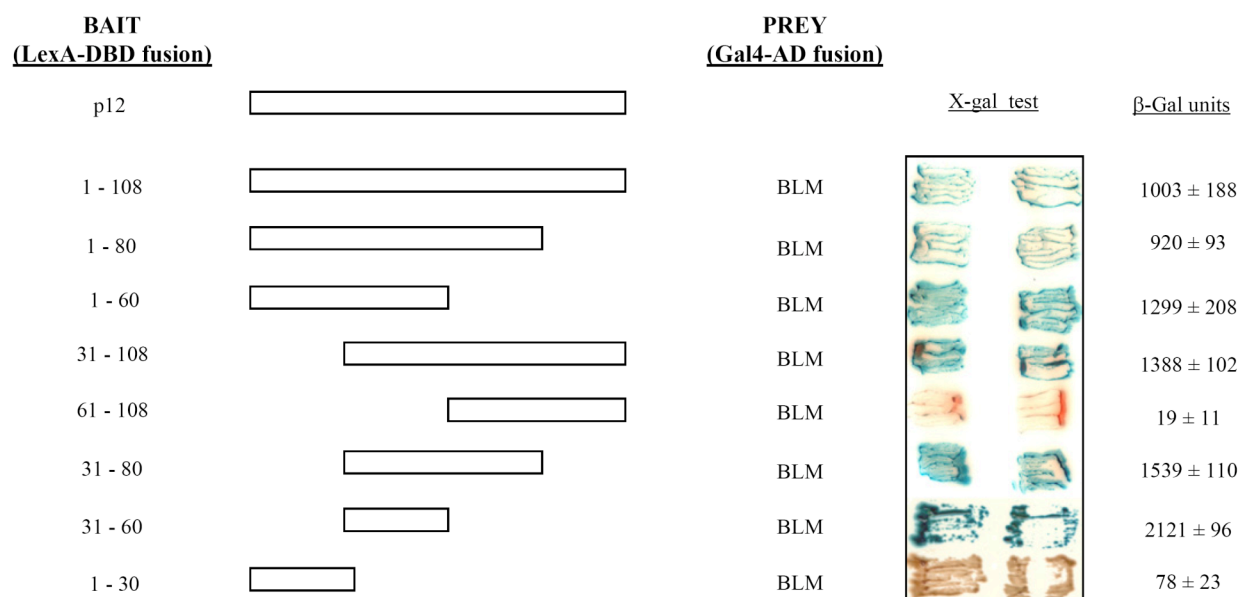 BAIT PREY
(LexA-DBD fusion) (Gal4-AD fusion)
p12 X-gal test β-Gal units
1 - 108 BLM 1003 ± 188
1 - 80 BLM 920 ± 93
1 - 60 BLM 1299 ± 208
31 - 108 BLM 1388 ± 102
61 - 108 BLM 19 ± 11
31 - 80 BLM 1539 ± 110
31 - 60 BLM 2121 ± 96
1 - 30 BLM 78 ± 23